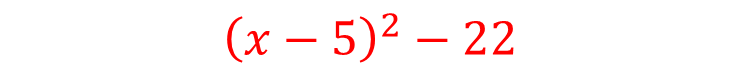 (x − 5)² − 22